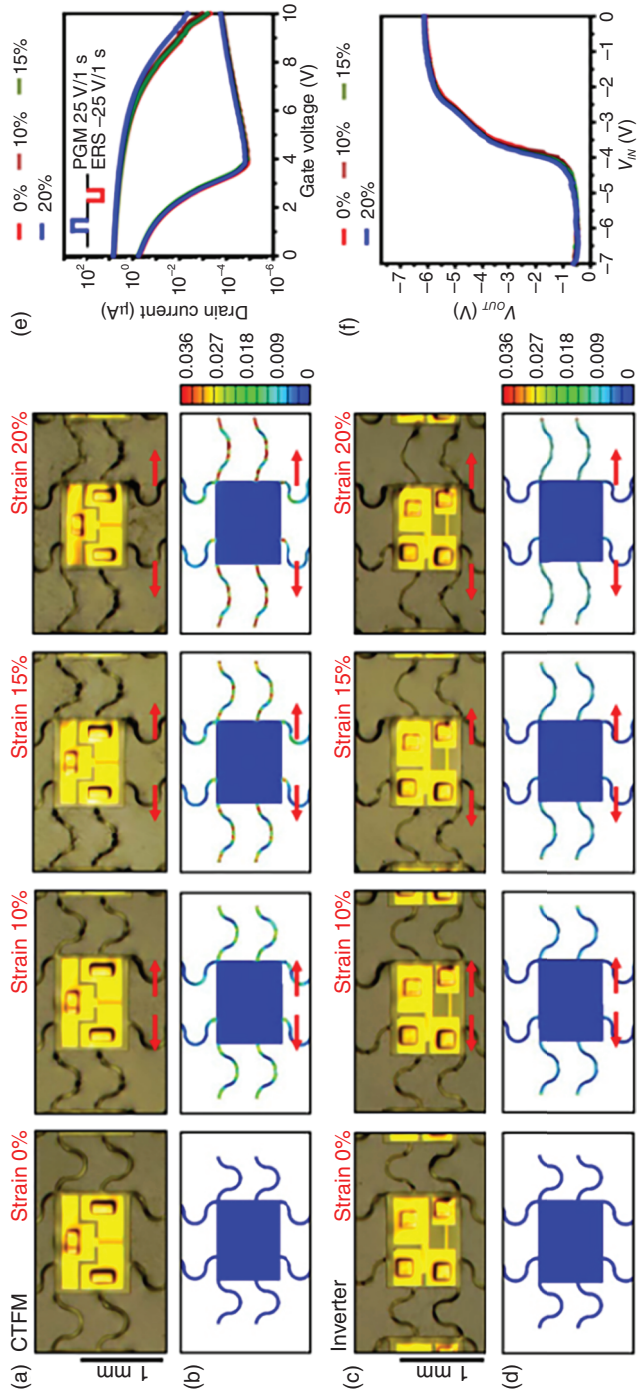 (a) CTFM
Strain 0%
Strain 10%
Strain 15%
Strain 20%
1 mm
(b)
0.036
0.027
0.018
0.009
0
(c) Inverter
Strain 0%
Strain 10%
Strain 15%
Strain 20%
1 mm
(d)
0.036
0.027
0.018
0.009
0
(e)
0% 10% 15%
20%
PGM 25 V/1 s
ERS −25 V/1 s
Drain current (μA)
10²
10⁰
10⁻²
10⁻⁴
10⁻⁶
0 2 4 6 8 10
Gate voltage (V)
(f)
0% 10% 15%
20%
V_OUT (V)
−7
−6
−5
−4
−3
−2
−1
0
−7 −6 −5 −4 −3 −2 −1 0
V_IN (V)